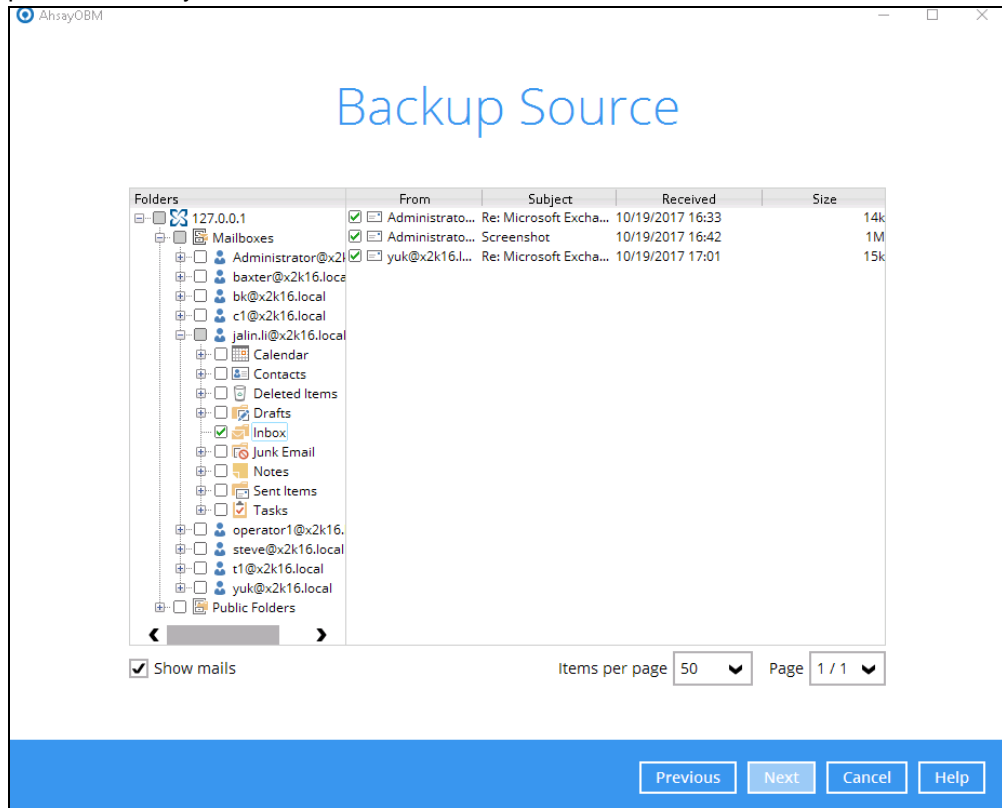 AhsayOBM
Backup Source
Folders From Subject Received Size
127.0.0.1
Administrato... Re: Microsoft Excha... 10/19/2017 16:33 14k
Mailboxes
Administrato... Screenshot 10/19/2017 16:42 1M
Administrator@x2k
yuk@x2k16.l... Re: Microsoft Excha... 10/19/2017 17:01 15k
baxter@x2k16.loca
bk@x2k16.local
c1@x2k16.local
jalin.li@x2k16.local
Calendar
Contacts
Deleted Items
Drafts
Inbox
Junk Email
Notes
Sent Items
Tasks
operator1@x2k16.
steve@x2k16.local
t1@x2k16.local
yuk@x2k16.local
Public Folders
Show mails Items per page 50 Page 1 / 1
Previous Next Cancel Help